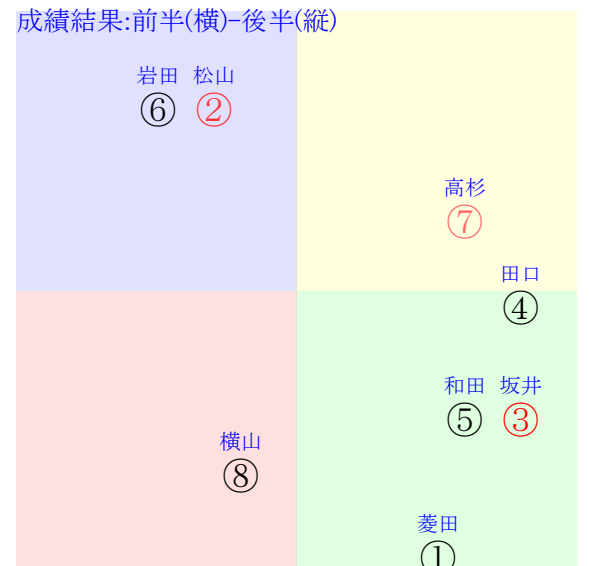 成績結果:前半(横)-後半(縦)
岩田 松山
⑥ ②
高杉
⑦
田口
④
和田 坂井
⑤ ③
横山
⑧
菱田
①